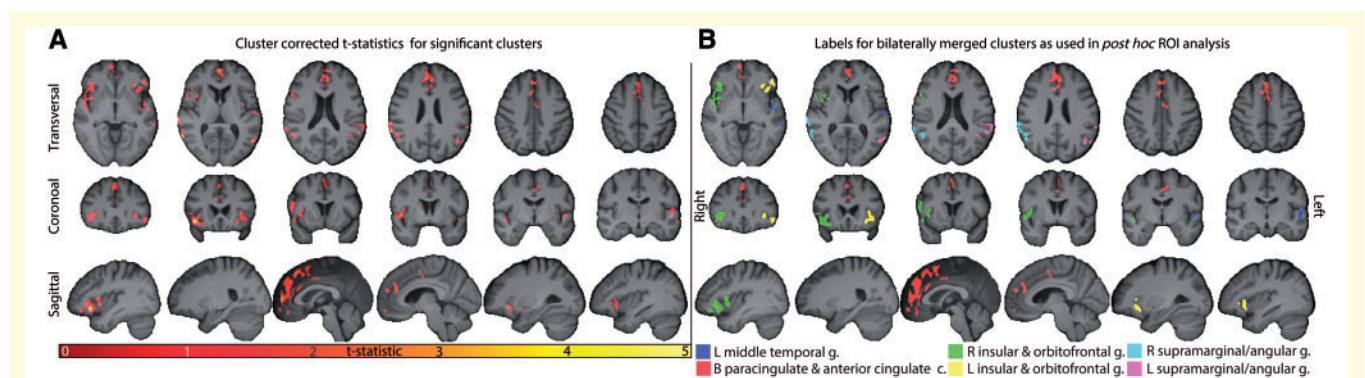 A Cluster corrected t-statistics for significant clusters
Transversal
Coronoal
Sagittal
0 1 2 t-statistic 3 4 5
B Labels for bilaterally merged clusters as used in post hoc ROI analysis
Right
Left
L middle temporal g.
R insular & orbitofrontal g.
R supramarginal/angular g.
B paracingulate & anterior cingulate c.
L insular & orbitofrontal g.
L supramarginal/angular g.